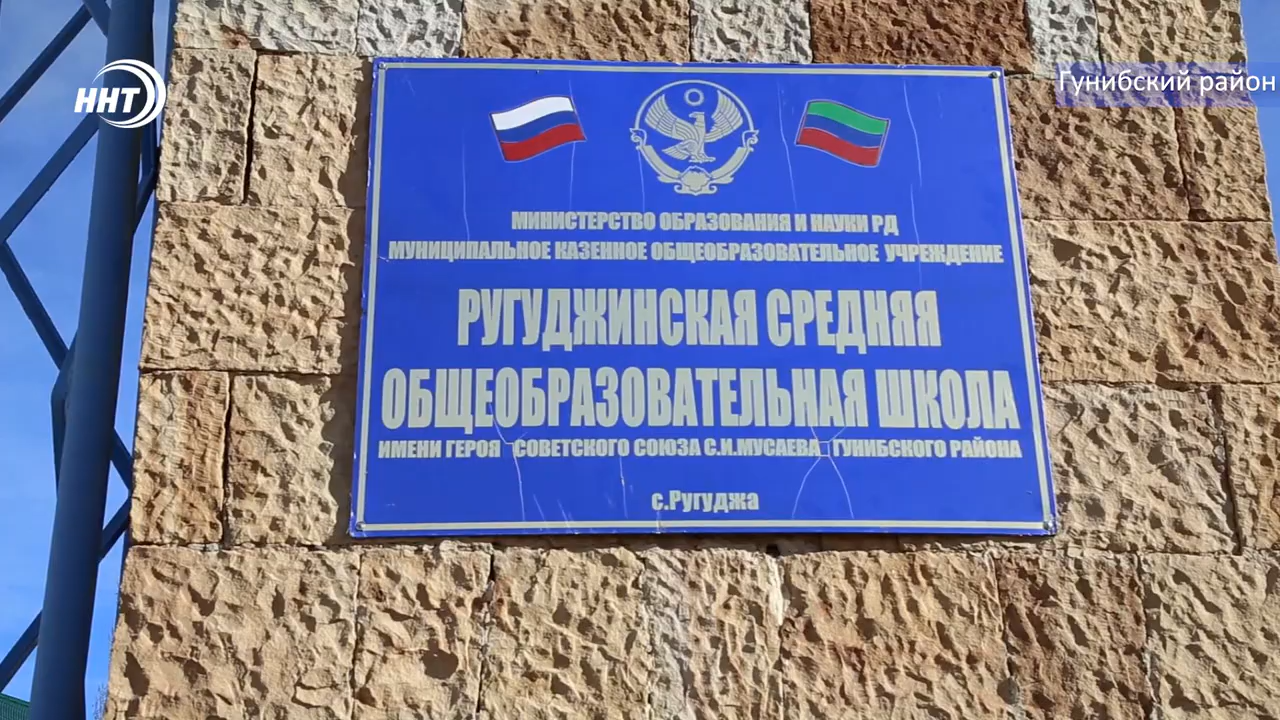 ННТ
Гунибский район
МИНИСТЕРСТВО ОБРАЗОВАНИЯ И НАУКИ РД
МУНИЦИПАЛЬНОЕ КАЗЕННОЕ ОБЩЕОБРАЗОВАТЕЛЬНОЕ УЧРЕЖДЕНИЕ
РУГУДЖИНСКАЯ СРЕДНЯЯ
ОБЩЕОБРАЗОВАТЕЛЬНАЯ ШКОЛА
ИМЕНИ ГЕРОЯ СОВЕТСКОГО СОЮЗА С.И.МУСАЕВА ГУНИБСКОГО РАЙОНА
с.Ругуджа